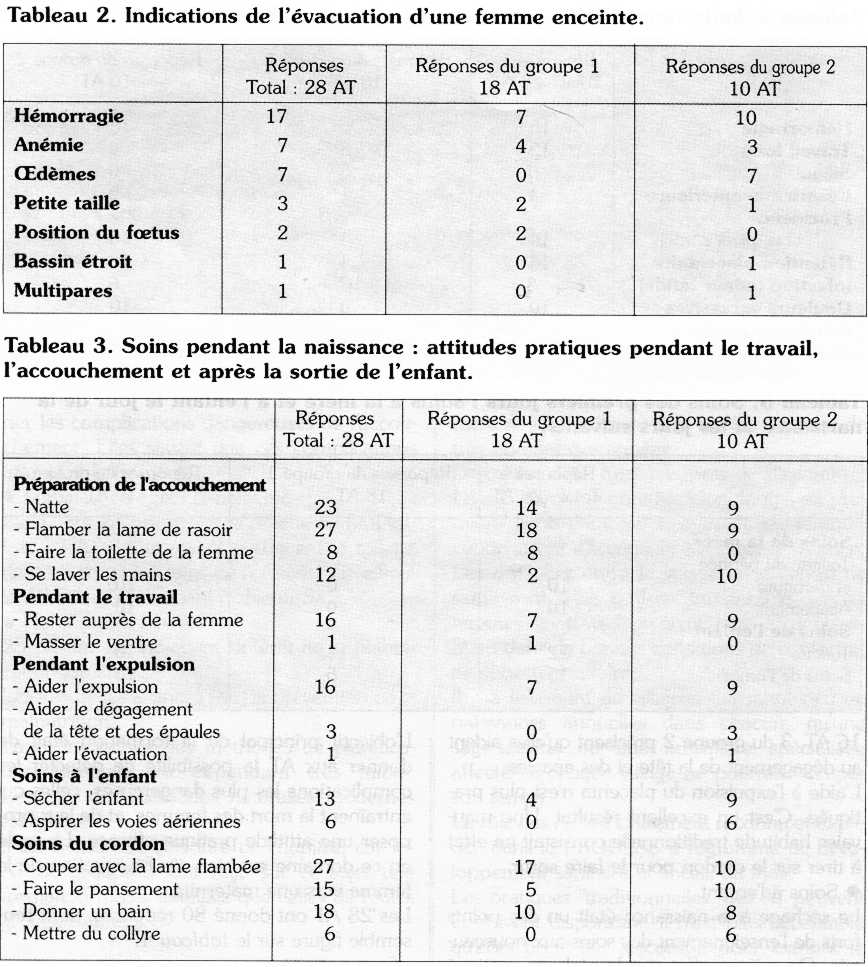 Tableau 2. Indications de l'évacuation d'une femme enceinte.
Réponses Réponses du groupe 1 Réponses du groupe 2
Total : 28 AT 18 AT 10 AT
Hémorragie 17 7 10
Anémie 7 4 3
Œdèmes 7 0 7
Petite taille 3 2 1
Position du fœtus 2 2 0
Bassin étroit 1 0 1
Multipares 1 0 1
Tableau 3. Soins pendant la naissance : attitudes pratiques pendant le travail,
l'accouchement et après la sortie de l'enfant.
Réponses Réponses du groupe 1 Réponses du groupe 2
Total : 28 AT 18 AT 10 AT
Préparation de l'accouchement
- Natte 23 14 9
- Flamber la lame de rasoir 27 18 9
- Faire la toilette de la femme 8 8 0
- Se laver les mains 12 2 10
Pendant le travail
- Rester auprès de la femme 16 7 9
- Masser le ventre 1 1 0
Pendant l'expulsion
- Aider l'expulsion 16 7 9
- Aider le dégagement
de la tête et des épaules 3 0 3
- Aider l'évacuation 1 0 1
Soins à l'enfant
- Sécher l'enfant 13 4 9
- Aspirer les voies aériennes 6 0 6
Soins du cordon
- Couper avec la lame flambée 27 17 10
- Faire le pansement 15 5 10
- Donner un bain 18 10 8
- Mettre du collyre 6 0 6